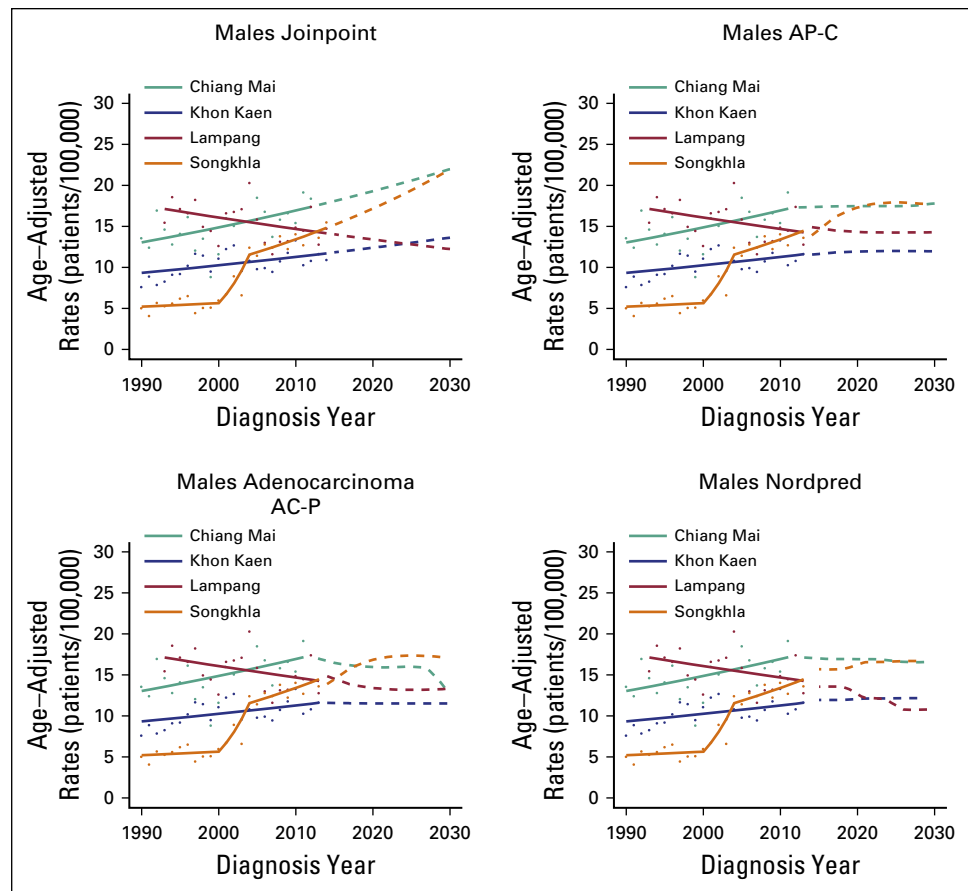 Males Joinpoint
Chiang Mai
Khon Kaen
Lampang
Songkhla
30
25
20
15
10
5
0
Age–Adjusted
Rates (patients/100,000)
1990 2000 2010 2020 2030
Diagnosis Year
Males AP-C
Chiang Mai
Khon Kaen
Lampang
Songkhla
30
25
20
15
10
5
0
Age–Adjusted
Rates (patients/100,000)
1990 2000 2010 2020 2030
Diagnosis Year
Males Adenocarcinoma
AC-P
Chiang Mai
Khon Kaen
Lampang
Songkhla
30
25
20
15
10
5
0
Age–Adjusted
Rates (patients/100,000)
1990 2000 2010 2020 2030
Diagnosis Year
Males Nordpred
Chiang Mai
Khon Kaen
Lampang
Songkhla
30
25
20
15
10
5
0
Age–Adjusted
Rates (patients/100,000)
1990 2000 2010 2020 2030
Diagnosis Year